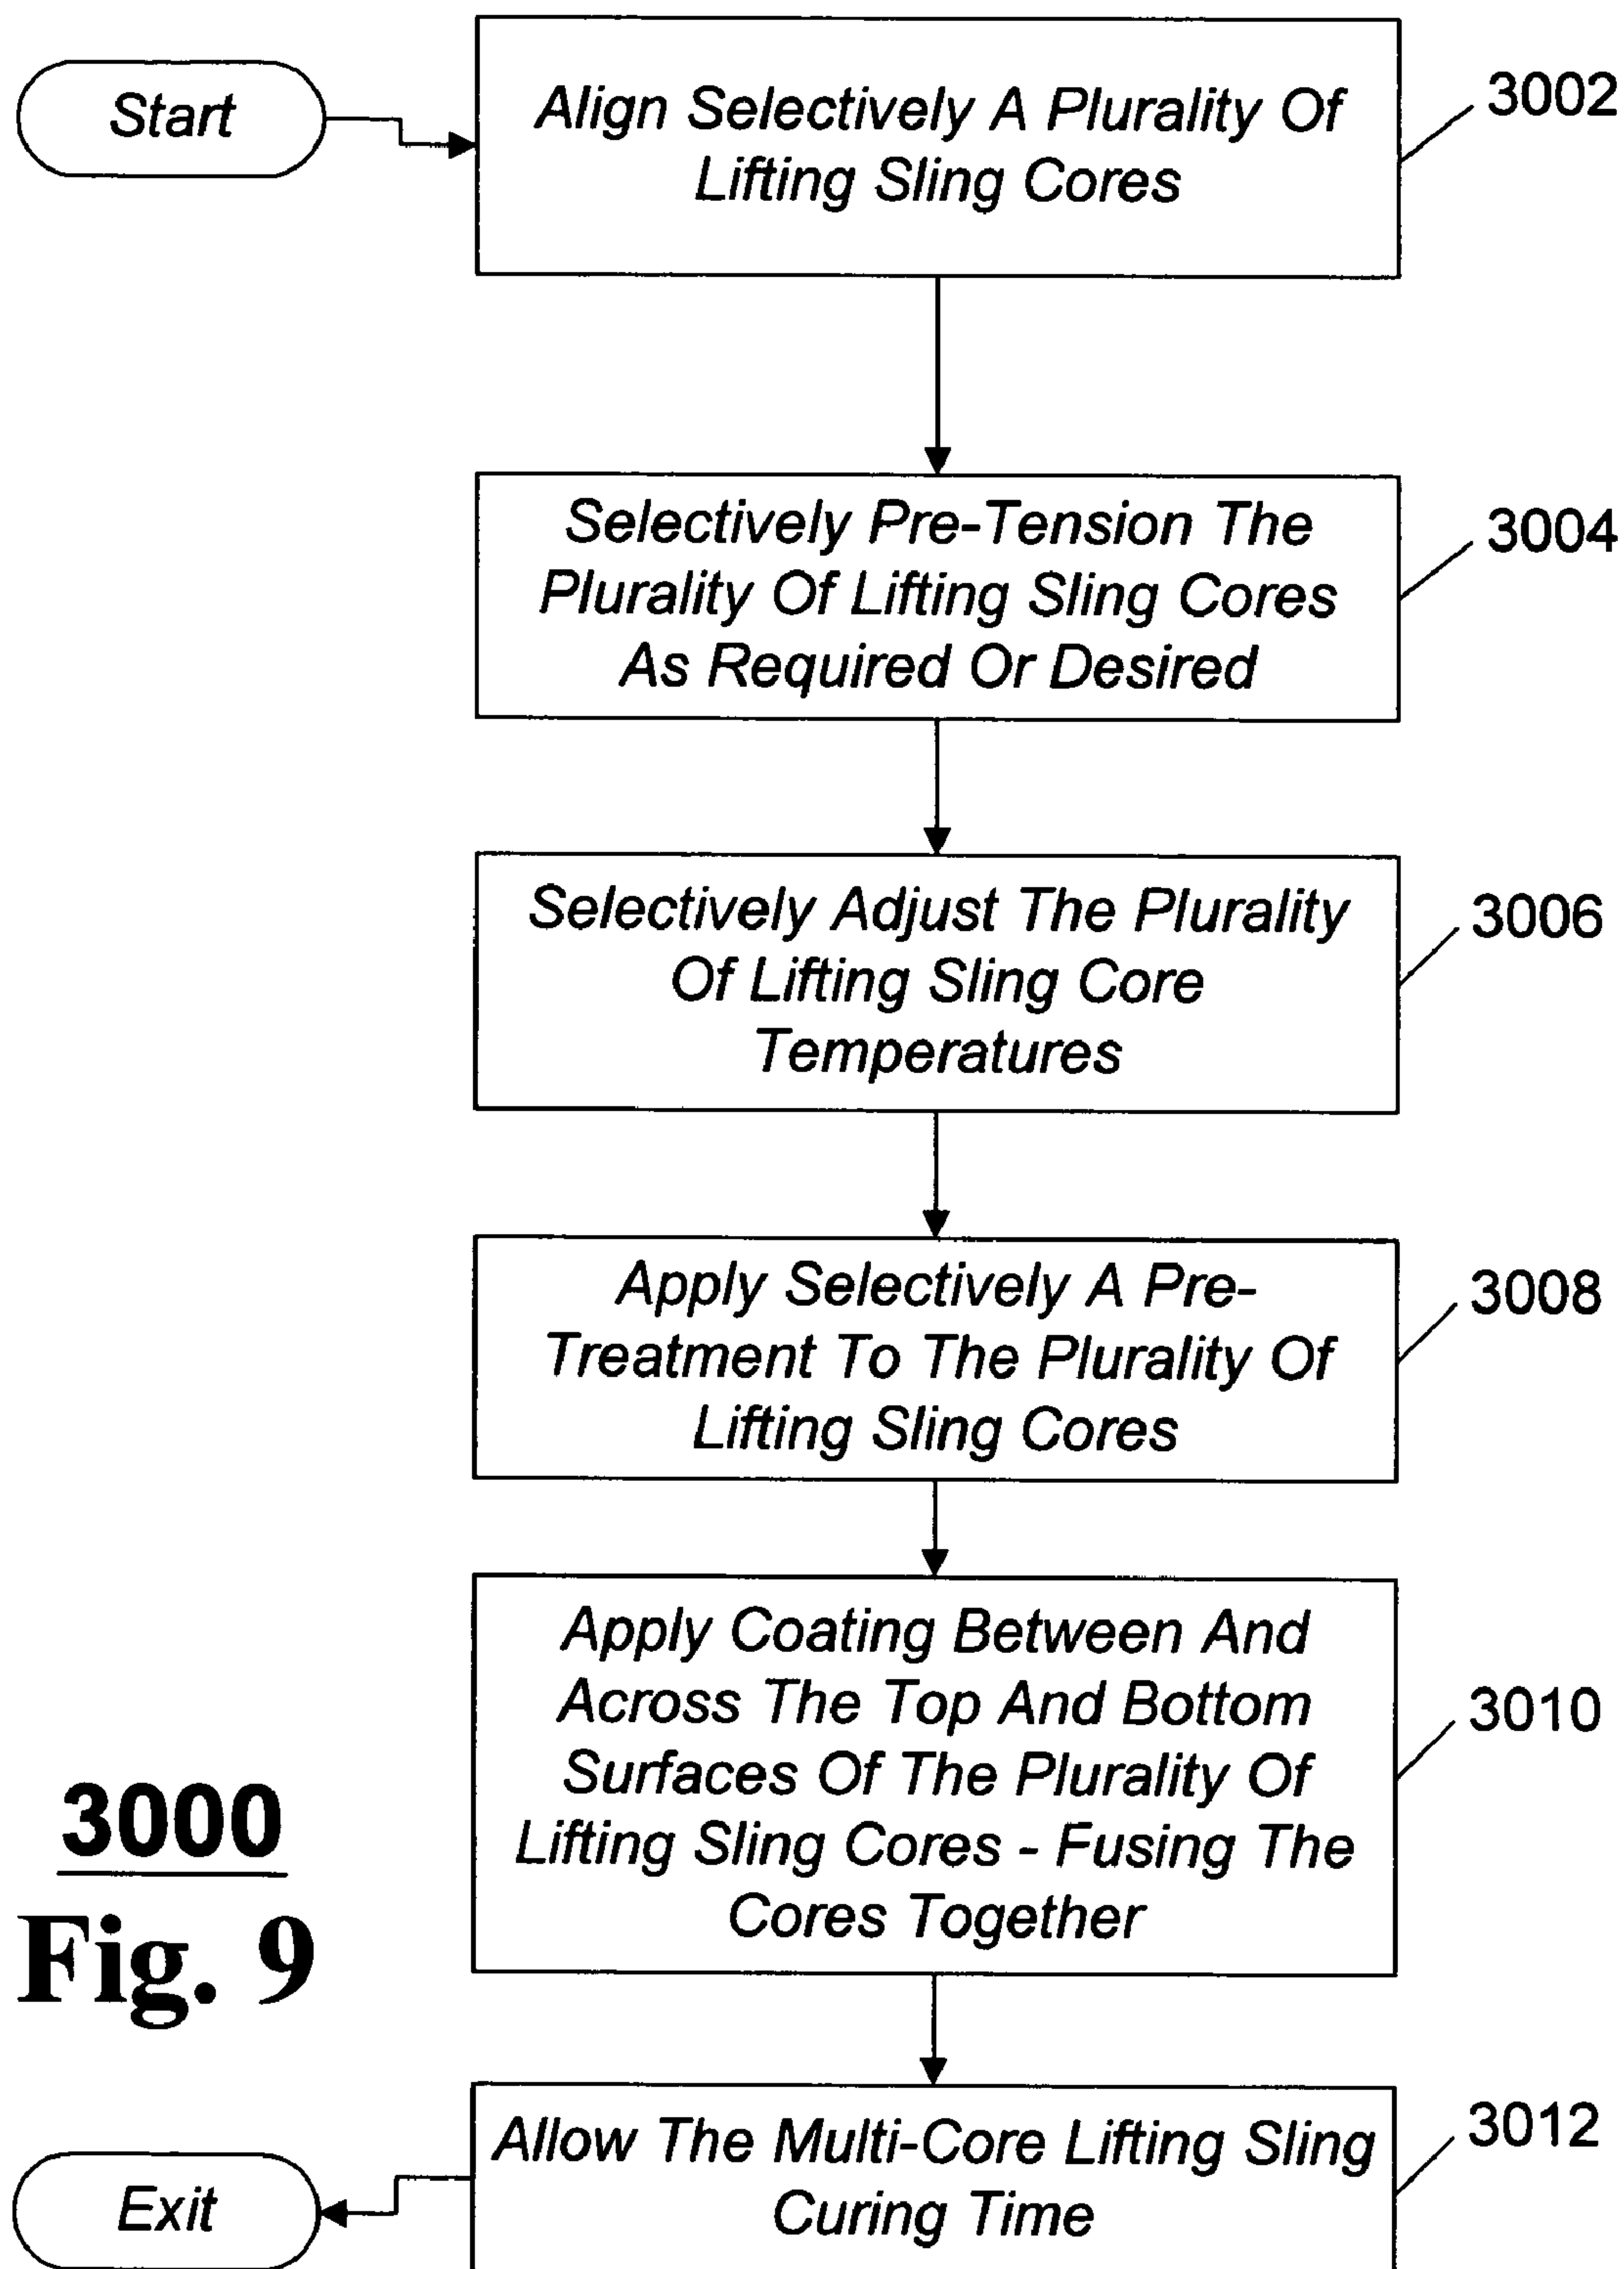 Start
Align Selectively A Plurality Of
Lifting Sling Cores
3002
Selectively Pre-Tension The
Plurality Of Lifting Sling Cores
As Required Or Desired
3004
Selectively Adjust The Plurality
Of Lifting Sling Core
Temperatures
3006
Apply Selectively A Pre-
Treatment To The Plurality Of
Lifting Sling Cores
3008
Apply Coating Between And
Across The Top And Bottom
Surfaces Of The Plurality Of
Lifting Sling Cores - Fusing The
Cores Together
3010
Allow The Multi-Core Lifting Sling
Curing Time
3012
Exit
3000
Fig. 9